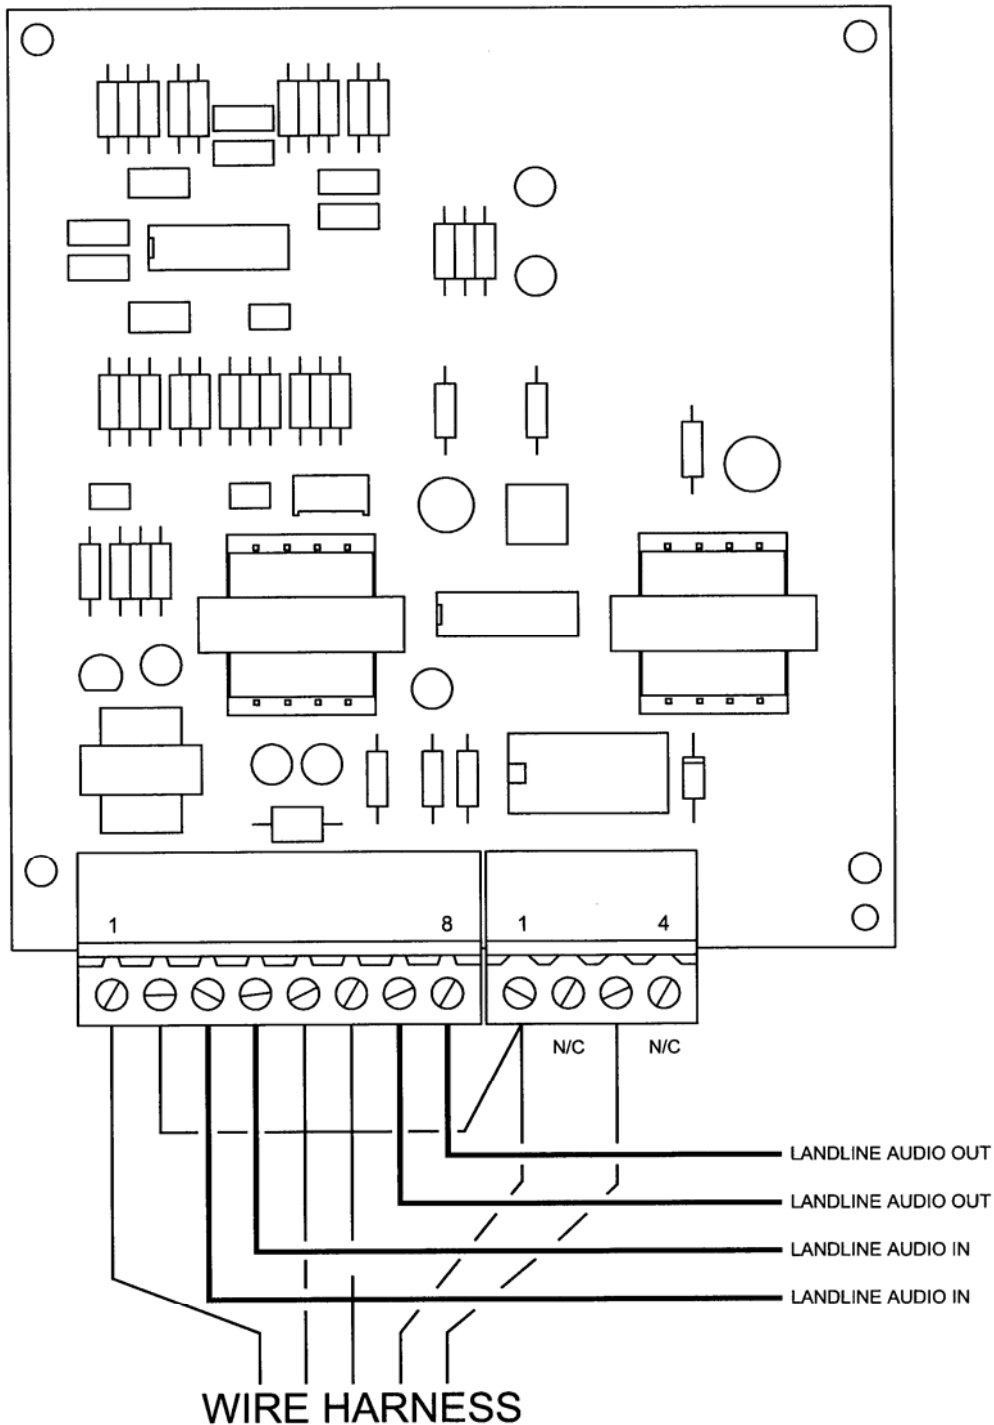 1 8 1 4
N/C N/C
LANDLINE AUDIO OUT
LANDLINE AUDIO OUT
LANDLINE AUDIO IN
LANDLINE AUDIO IN
WIRE HARNESS